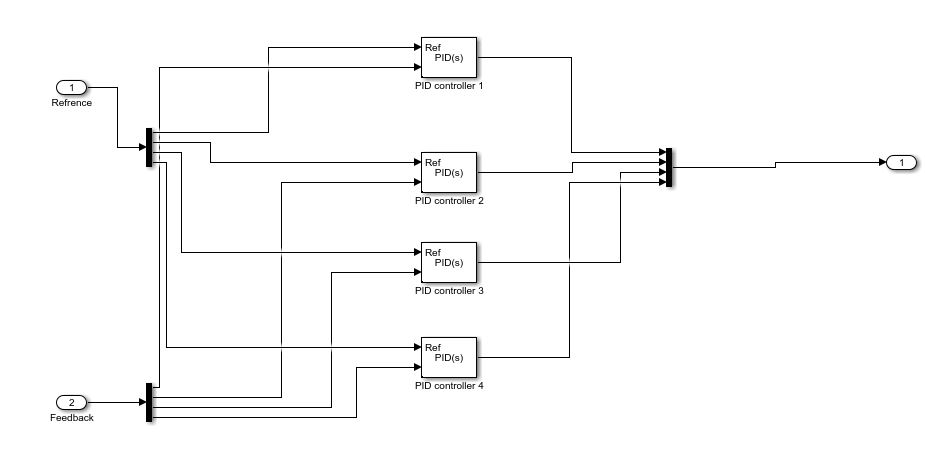 Ref
PID(s)
PID controller 1
1
Refrence
Ref
PID(s)
PID controller 2
1
Ref
PID(s)
PID controller 3
Ref
PID(s)
PID controller 4
2
Feedback